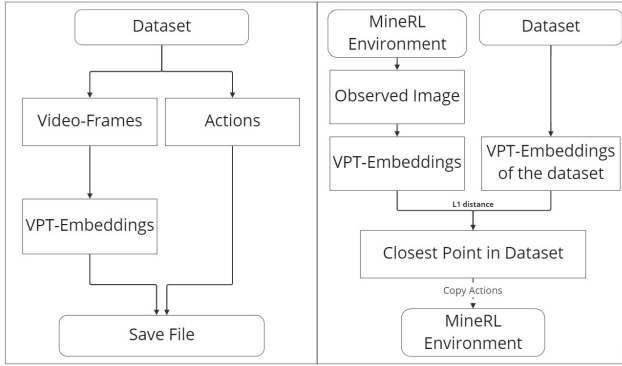 Dataset
Video-Frames
Actions
VPT-Embeddings
Save File
MineRL
Environment
Dataset
Observed Image
VPT-Embeddings
VPT-Embeddings
of the dataset
L1 distance
Closest Point in Dataset
Copy Actions
MineRL
Environment